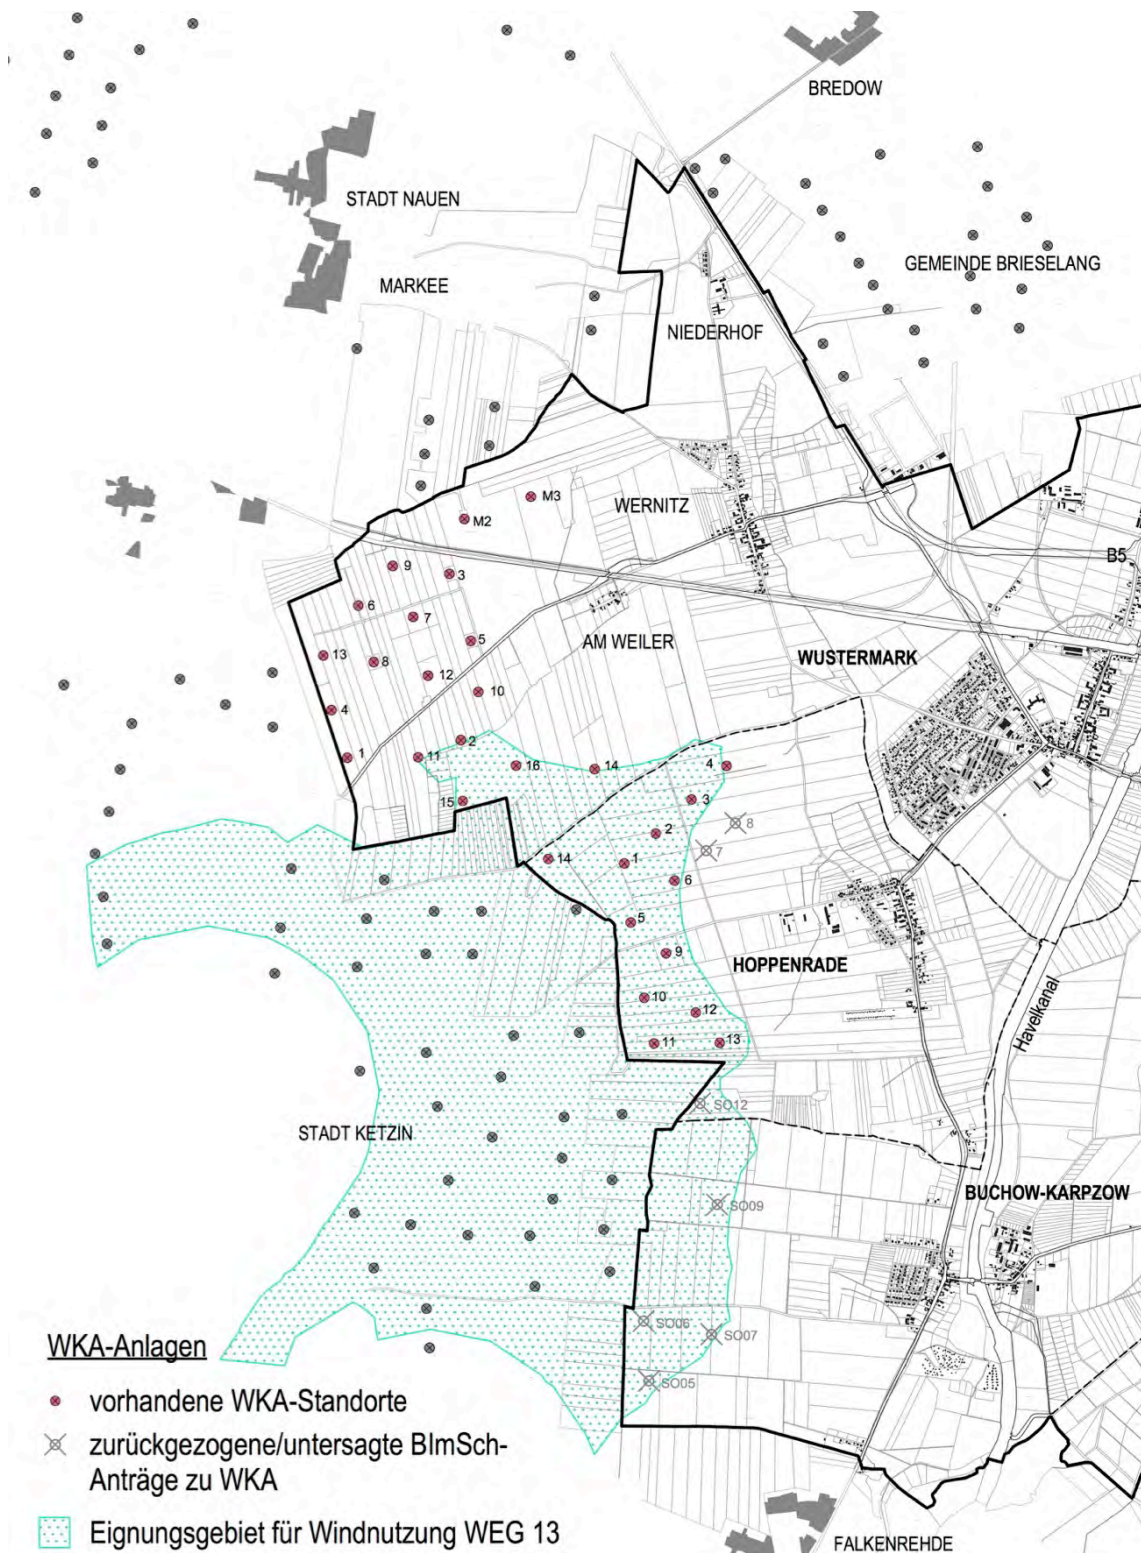 BREDOW
STADT NAUEN
GEMEINDE BRIESELANG
MARKEE
NIEDERHOF
M3
WERNITZ
M2
B5
9
3
6
7
AM WEILER
5
13
8
WUSTERMARK
12
10
4
2
1
11
16
14
4
15
3
8
2
7
14
1
6
5
9
HOPPENRADE
10
12
Havelkanal
11
13
SO12
STADT KETZIN
BUCHOW-KARPZOW
SO09
SO06
SO07
WKA-Anlagen
SO05
vorhandene WKA-Standorte
zurückgezogene/untersagte BImSch-
Anträge zu WKA
Eignungsgebiet für Windnutzung WEG 13
FALKENREHDE